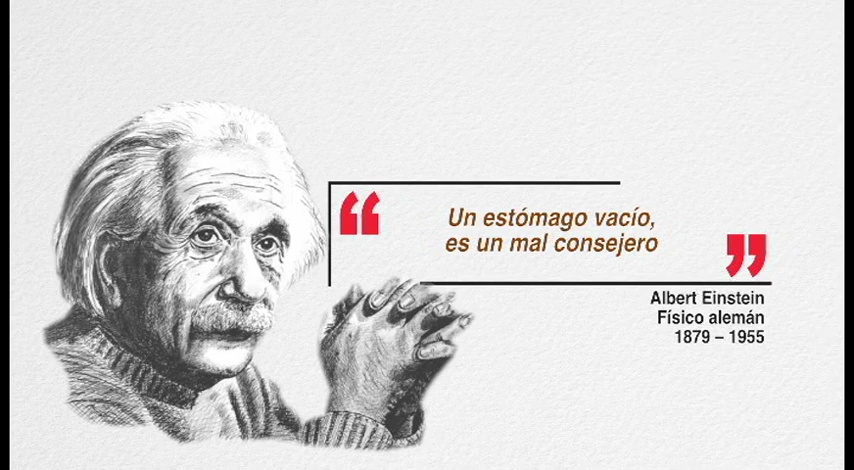 “
Un estómago vacío,
es un mal consejero
”
Albert Einstein
Físico alemán
1879 – 1955